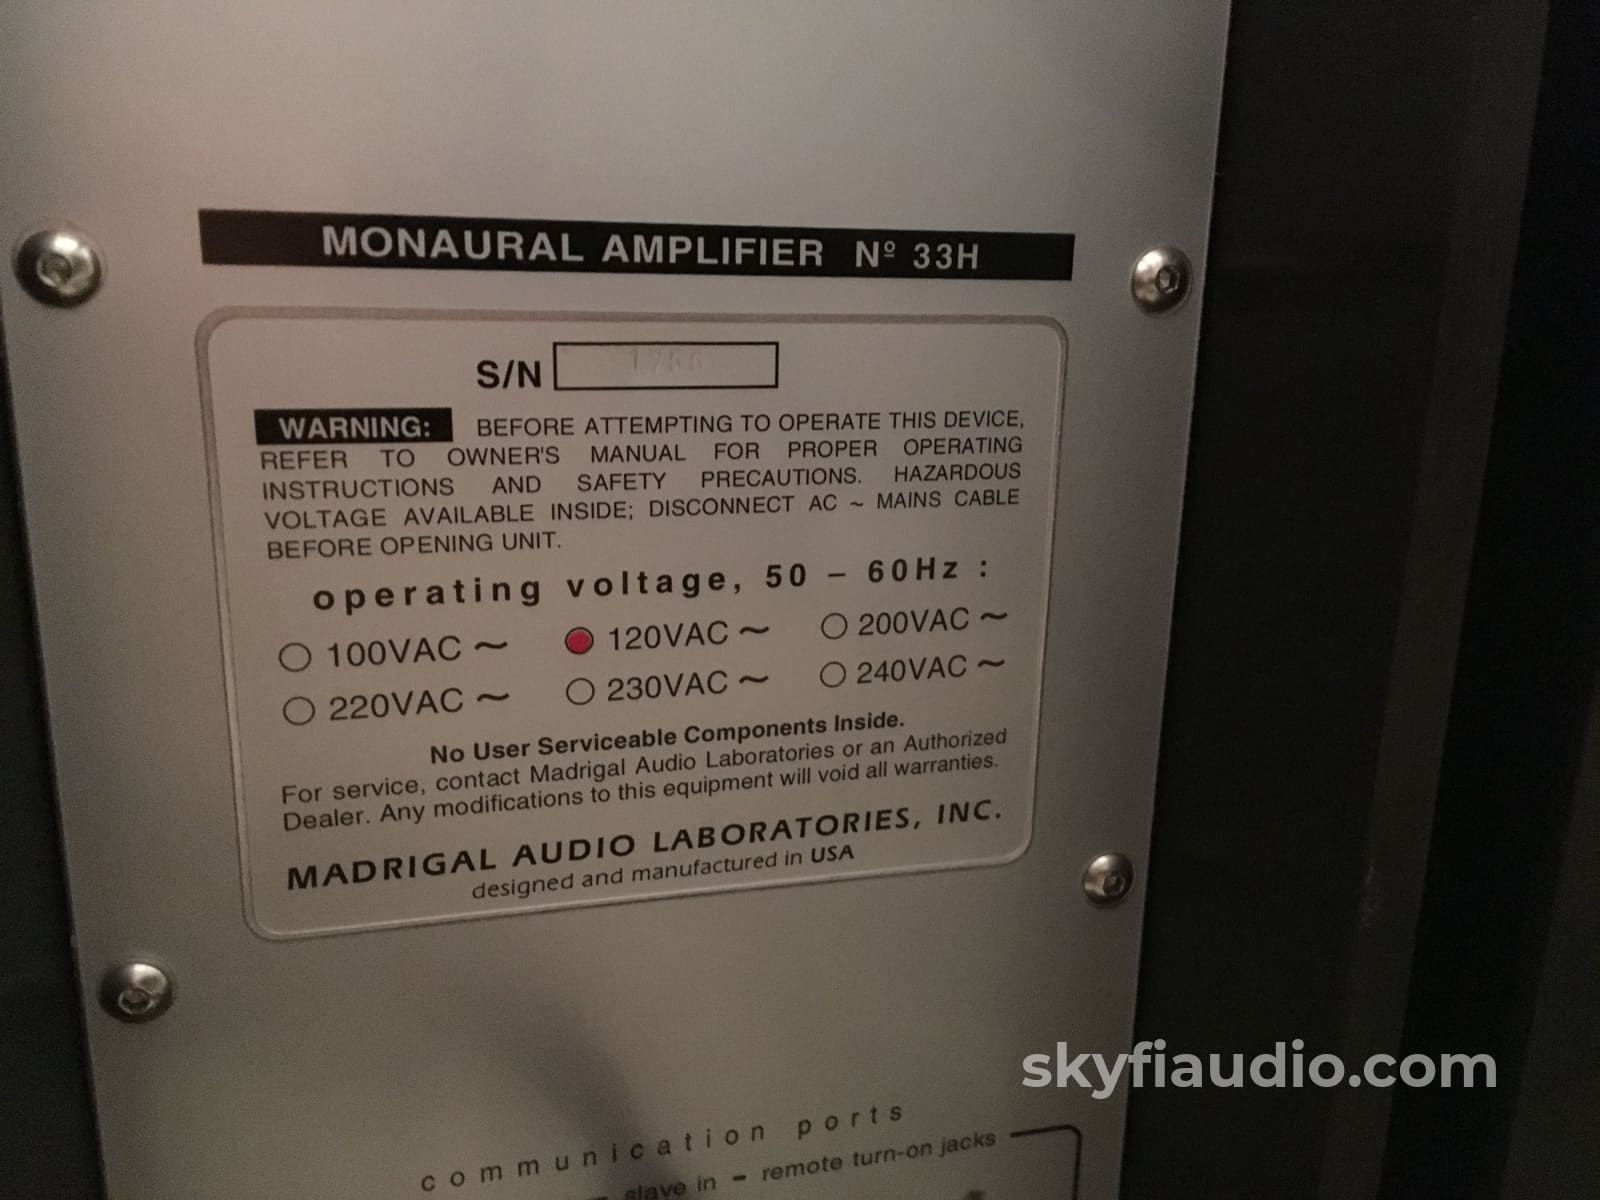 MONAURAL AMPLIFIER Nº 33H
S/N
WARNING: BEFORE ATTEMPTING TO OPERATE THIS DEVICE,
REFER TO OWNER'S MANUAL FOR PROPER OPERATING
INSTRUCTIONS AND SAFETY PRECAUTIONS. HAZARDOUS
VOLTAGE AVAILABLE INSIDE; DISCONNECT AC ~ MAINS CABLE
BEFORE OPENING UNIT.
operating voltage, 50 – 60Hz :
100VAC ~ 120VAC ~ 200VAC ~
220VAC ~ 230VAC ~ 240VAC ~
No User Serviceable Components Inside.
For service, contact Madrigal Audio Laboratories or an Authorized
Dealer. Any modifications to this equipment will void all warranties.
MADRIGAL AUDIO LABORATORIES, INC.
designed and manufactured in USA
skyfiaudio.com
communication ports
slave in – remote turn-on jacks